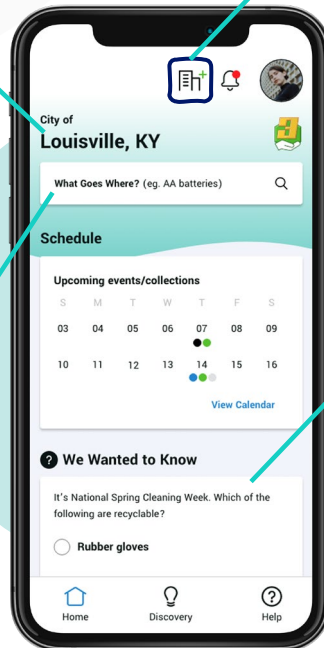 City of
Louisville, KY
What Goes Where? (eg. AA batteries)
Schedule
Upcoming events/collections
S M T W T F S
03 04 05 06 07 08 09
10 11 12 13 14 15 16
View Calendar
? We Wanted to Know
It's National Spring Cleaning Week. Which of the
following are recyclable?
Rubber gloves
Home Discovery Help